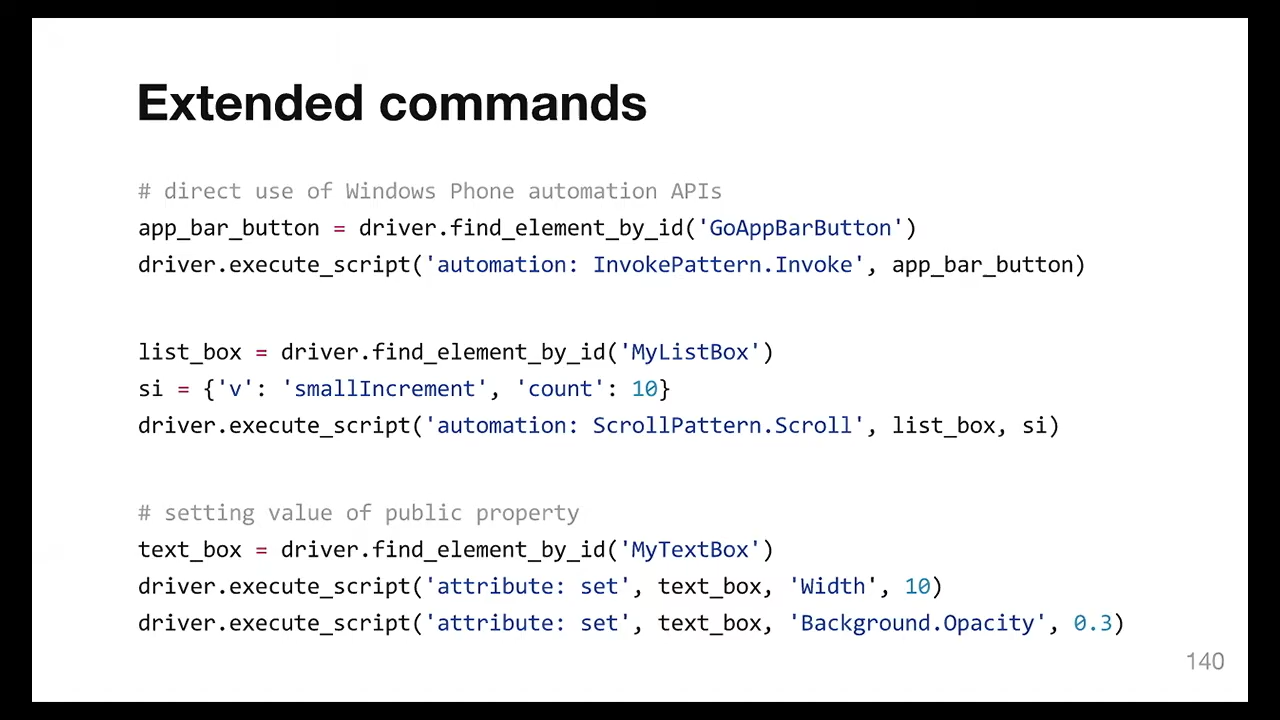 Extended commands
# direct use of Windows Phone automation APIs
app_bar_button = driver.find_element_by_id('GoAppBarButton')
driver.execute_script('automation: InvokePattern.Invoke', app_bar_button)
list_box = driver.find_element_by_id('MyListBox')
si = {'v': 'smallIncrement', 'count': 10}
driver.execute_script('automation: ScrollPattern.Scroll', list_box, si)
# setting value of public property
text_box = driver.find_element_by_id('MyTextBox')
driver.execute_script('attribute: set', text_box, 'Width', 10)
driver.execute_script('attribute: set', text_box, 'Background.Opacity', 0.3)
140